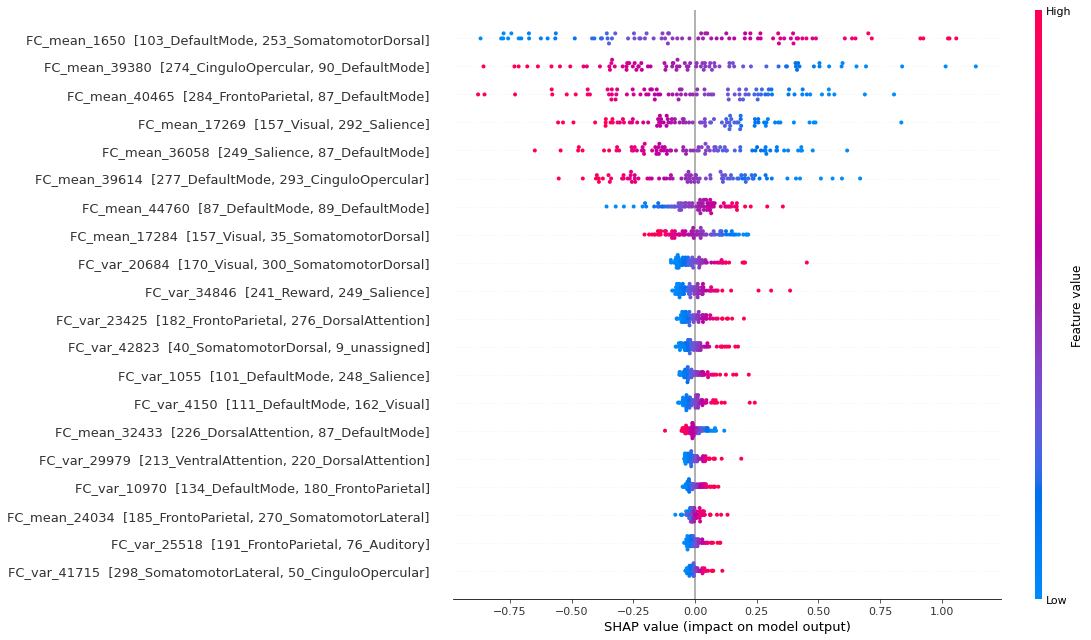 High
FC_mean_1650 [103_DefaultMode, 253_SomatomotorDorsal]
FC_mean_39380 [274_CinguloOpercular, 90_DefaultMode]
FC_mean_40465 [284_FrontoParietal, 87_DefaultMode]
FC_mean_17269 [157_Visual, 292_Salience]
FC_mean_36058 [249_Salience, 87_DefaultMode]
FC_mean_39614 [277_DefaultMode, 293_CinguloOpercular]
FC_mean_44760 [87_DefaultMode, 89_DefaultMode]
FC_mean_17284 [157_Visual, 35_SomatomotorDorsal]
FC_var_20684 [170_Visual, 300_SomatomotorDorsal]
FC_var_34846 [241_Reward, 249_Salience]
FC_var_23425 [182_FrontoParietal, 276_DorsalAttention]
FC_var_42823 [40_SomatomotorDorsal, 9_unassigned]
FC_var_1055 [101_DefaultMode, 248_Salience]
FC_var_4150 [111_DefaultMode, 162_Visual]
FC_mean_32433 [226_DorsalAttention, 87_DefaultMode]
FC_var_29979 [213_VentralAttention, 220_DorsalAttention]
FC_var_10970 [134_DefaultMode, 180_FrontoParietal]
FC_mean_24034 [185_FrontoParietal, 270_SomatomotorLateral]
FC_var_25518 [191_FrontoParietal, 76_Auditory]
FC_var_41715 [298_SomatomotorLateral, 50_CinguloOpercular]
Feature value
Low
−0.75 −0.50 −0.25 0.00 0.25 0.50 0.75 1.00
SHAP value (impact on model output)